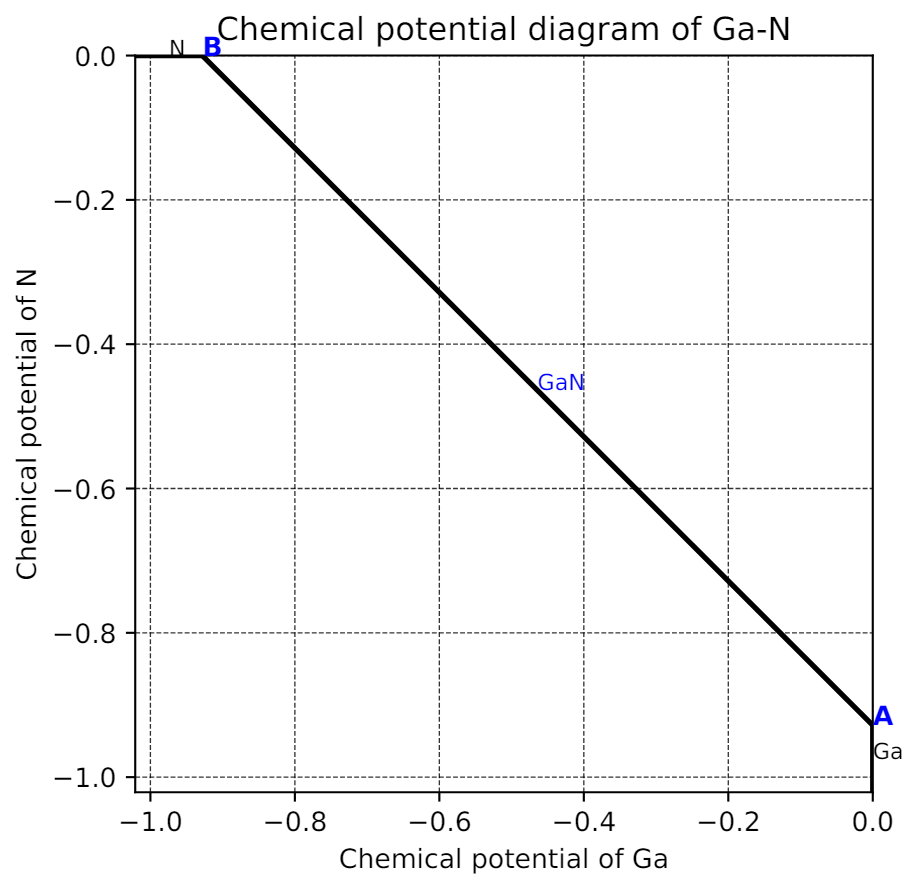 Chemical potential diagram of Ga-N
N
B
0.0
−0.2
−0.4
GaN
−0.6
−0.8
A
Ga
−1.0
Chemical potential of N
−1.0 −0.8 −0.6 −0.4 −0.2 0.0
Chemical potential of Ga